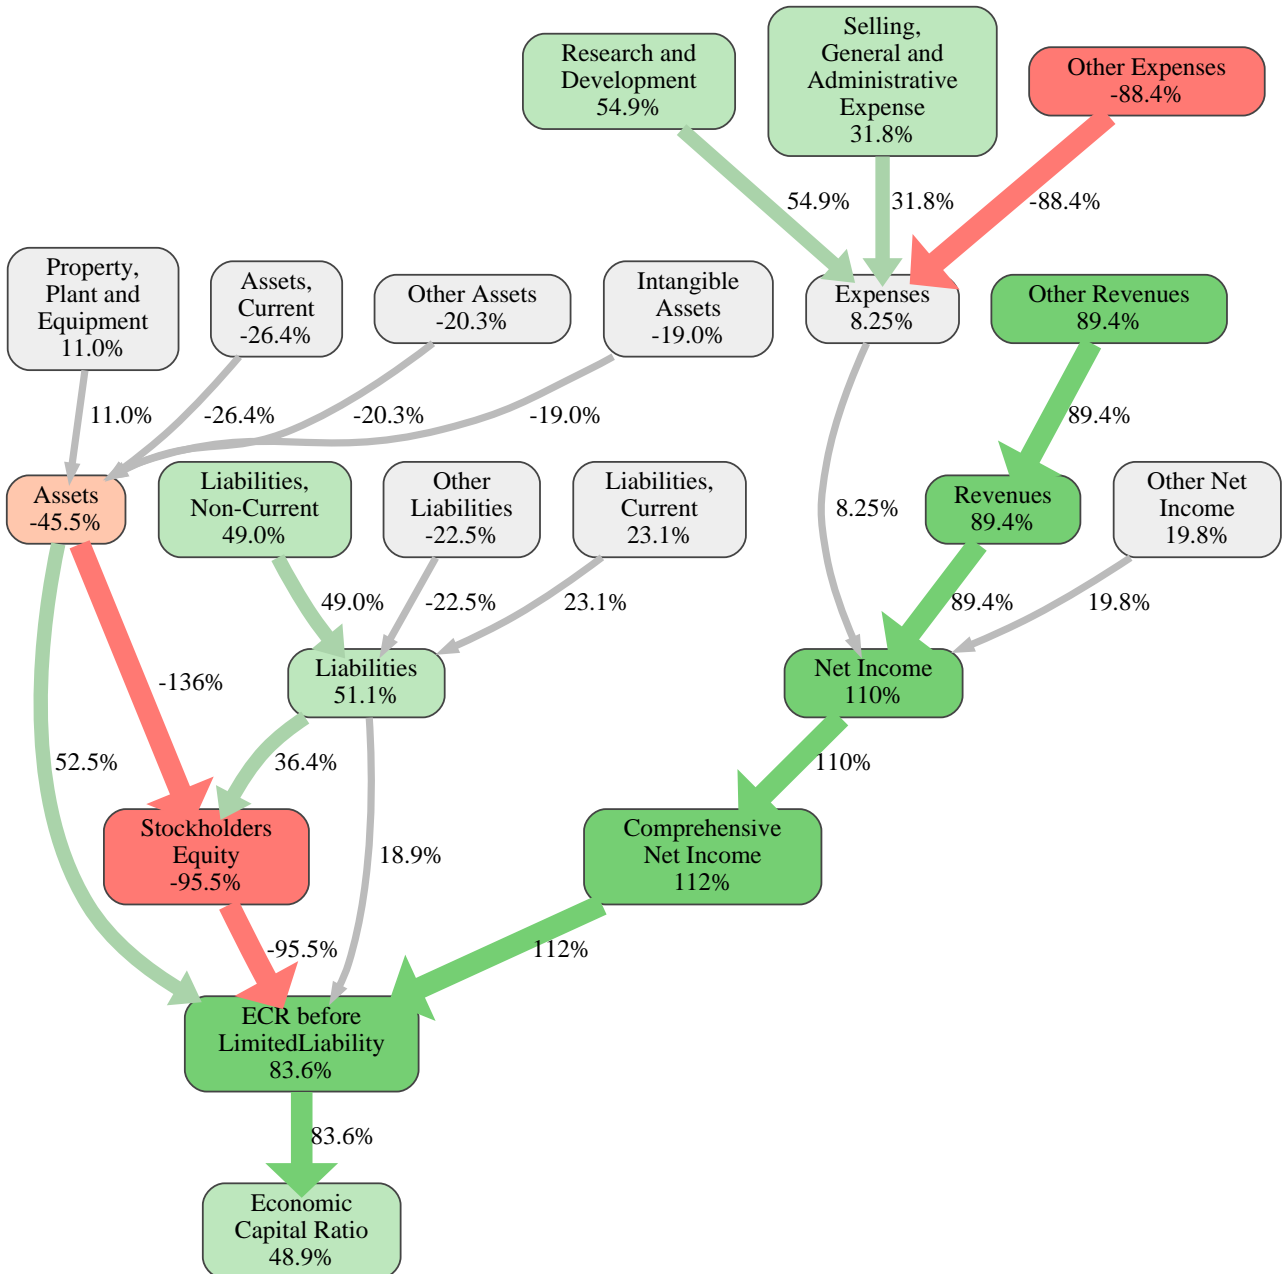 Research and
Development
54.9%
Selling,
General and
Administrative
Expense
31.8%
Other Expenses
-88.4%
54.9%
31.8%
-88.4%
Property,
Plant and
Equipment
11.0%
Assets,
Current
-26.4%
Other Assets
-20.3%
Intangible
Assets
-19.0%
Expenses
8.25%
Other Revenues
89.4%
11.0%
-26.4%
-20.3%
-19.0%
89.4%
Assets
-45.5%
Liabilities,
Non-Current
49.0%
Other
Liabilities
-22.5%
Liabilities,
Current
23.1%
8.25%
Revenues
89.4%
Other Net
Income
19.8%
49.0%
-22.5%
23.1%
89.4%
19.8%
-136%
Liabilities
51.1%
Net Income
110%
52.5%
36.4%
110%
Stockholders
Equity
-95.5%
18.9%
Comprehensive
Net Income
112%
-95.5%
112%
ECR before
LimitedLiability
83.6%
83.6%
Economic
Capital Ratio
48.9%